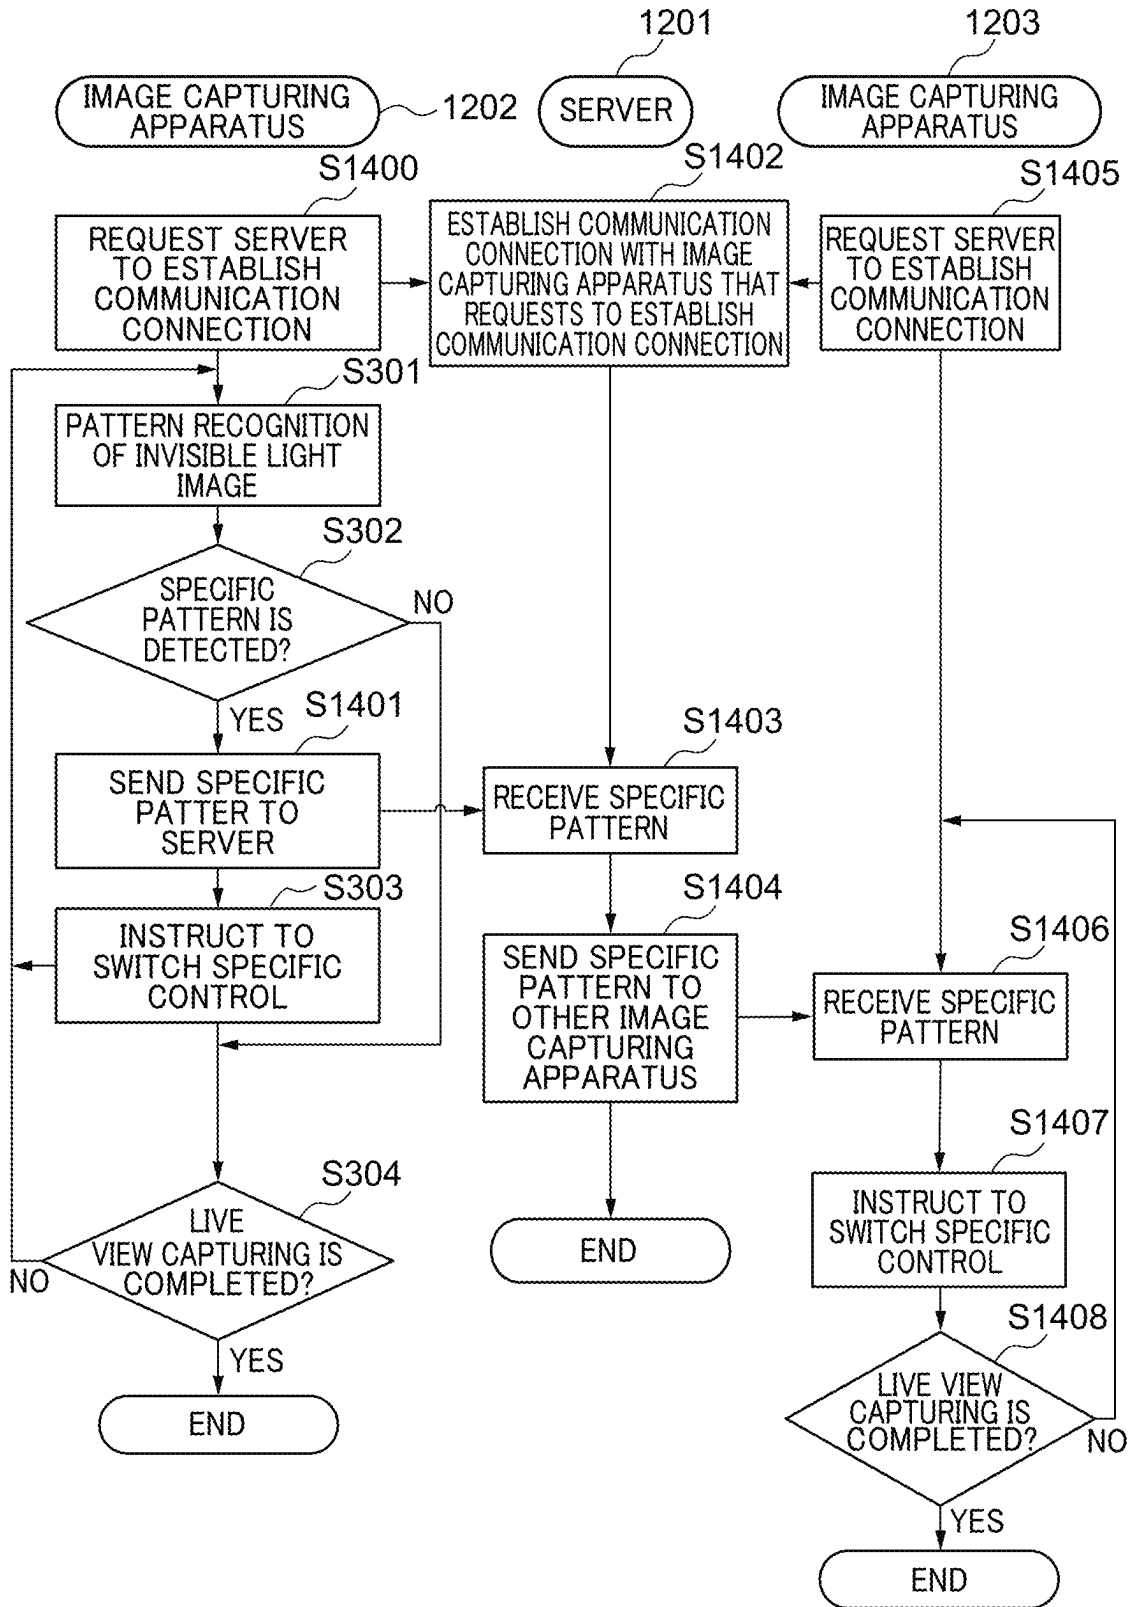 1201
1203
IMAGE CAPTURING
APPARATUS
1202
SERVER
IMAGE CAPTURING
APPARATUS
S1400
REQUEST SERVER
TO ESTABLISH
COMMUNICATION
CONNECTION
S1402
ESTABLISH COMMUNICATION
CONNECTION WITH IMAGE
CAPTURING APPARATUS THAT
REQUESTS TO ESTABLISH
COMMUNICATION CONNECTION
S1405
REQUEST SERVER
TO ESTABLISH
COMMUNICATION
CONNECTION
S301
PATTERN RECOGNITION
OF INVISIBLE LIGHT
IMAGE
S302
SPECIFIC
PATTERN IS
DETECTED?
NO
YES
S1401
SEND SPECIFIC
PATTER TO
SERVER
S1403
RECEIVE SPECIFIC
PATTERN
S303
INSTRUCT TO
SWITCH SPECIFIC
CONTROL
S1404
SEND SPECIFIC
PATTERN TO
OTHER IMAGE
CAPTURING
APPARATUS
S1406
RECEIVE SPECIFIC
PATTERN
S1407
INSTRUCT TO
SWITCH SPECIFIC
CONTROL
S304
LIVE
VIEW CAPTURING IS
COMPLETED?
NO
YES
END
END
S1408
LIVE VIEW
CAPTURING IS
COMPLETED?
NO
YES
END